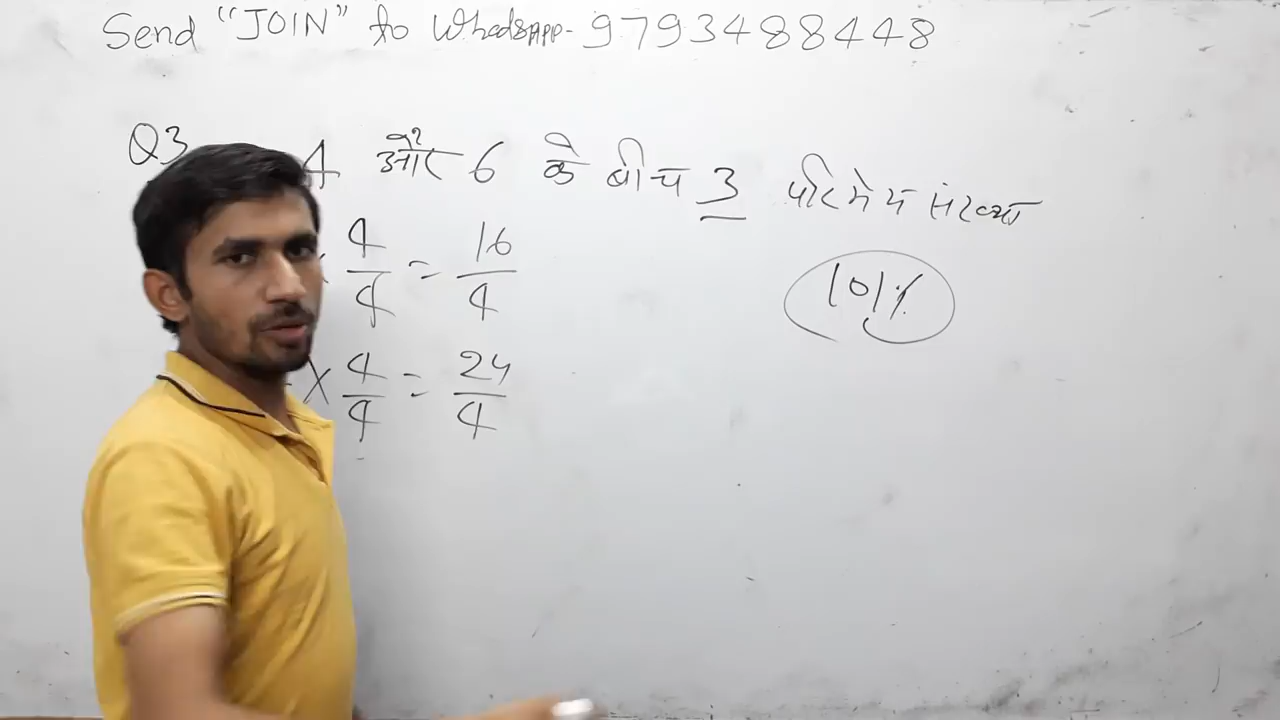 Send "JOIN" to WhatsApp- 9793488448
Q3 4 और 6 के बीच 3 परिमेय संख्या
4/4 = 16/4
101%
× 4/4 = 24/4